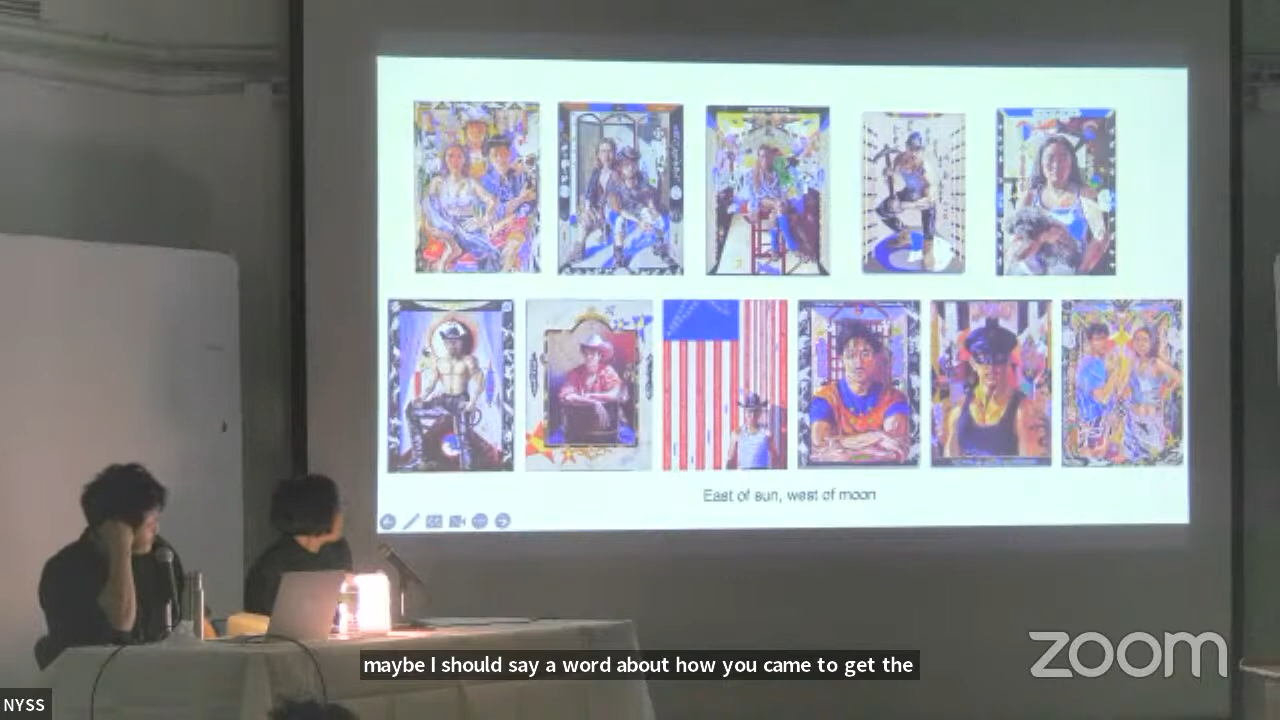 East of sun, west of moon
maybe I should say a word about how you came to get the
zoom
NYSS